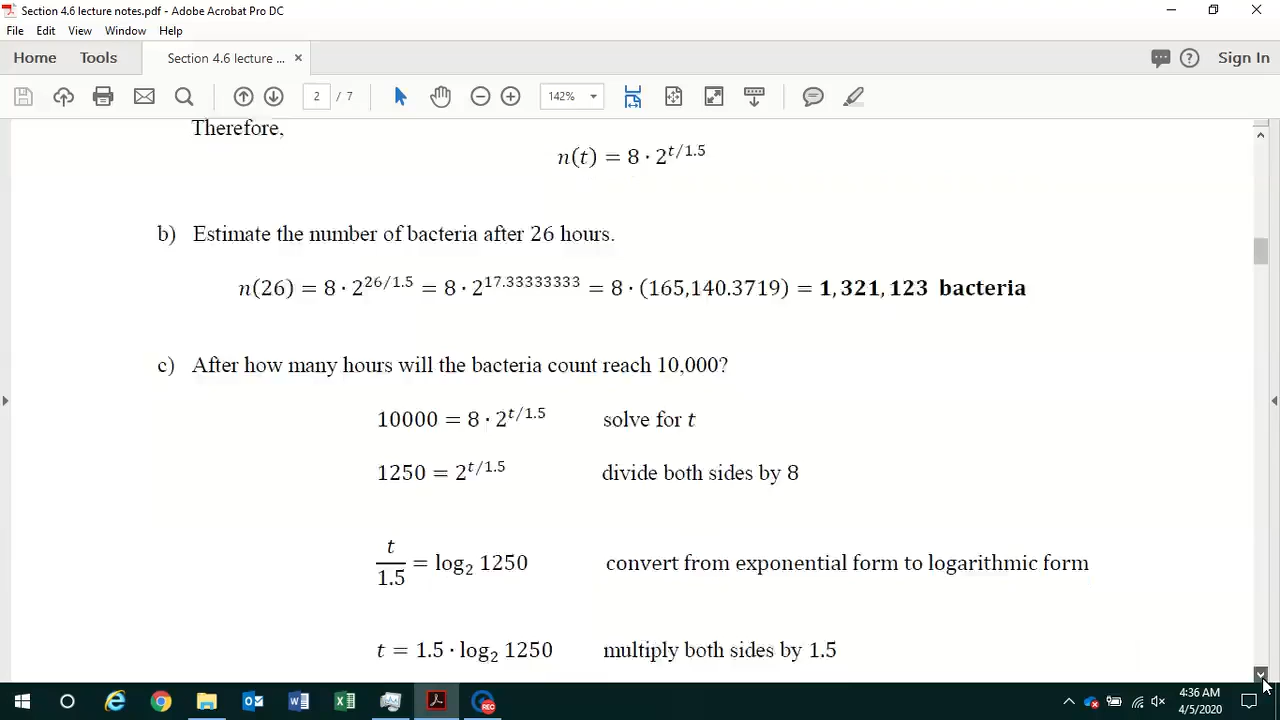 Section 4.6 lecture notes.pdf - Adobe Acrobat Pro DC
File Edit View Window Help
Home Tools Section 4.6 lecture ... × Sign In
2 / 7 142%
Therefore,
n(t) = 8 · 2^{t/1.5}
b) Estimate the number of bacteria after 26 hours.
n(26) = 8 · 2^{26/1.5} = 8 · 2^{17.33333333} = 8 · (165,140.3719) = 1,321,123 bacteria
c) After how many hours will the bacteria count reach 10,000?
10000 = 8 · 2^{t/1.5} solve for t
1250 = 2^{t/1.5} divide both sides by 8
t/1.5 = log₂ 1250 convert from exponential form to logarithmic form
t = 1.5 · log₂ 1250 multiply both sides by 1.5
REC
4:36 AM
4/5/2020